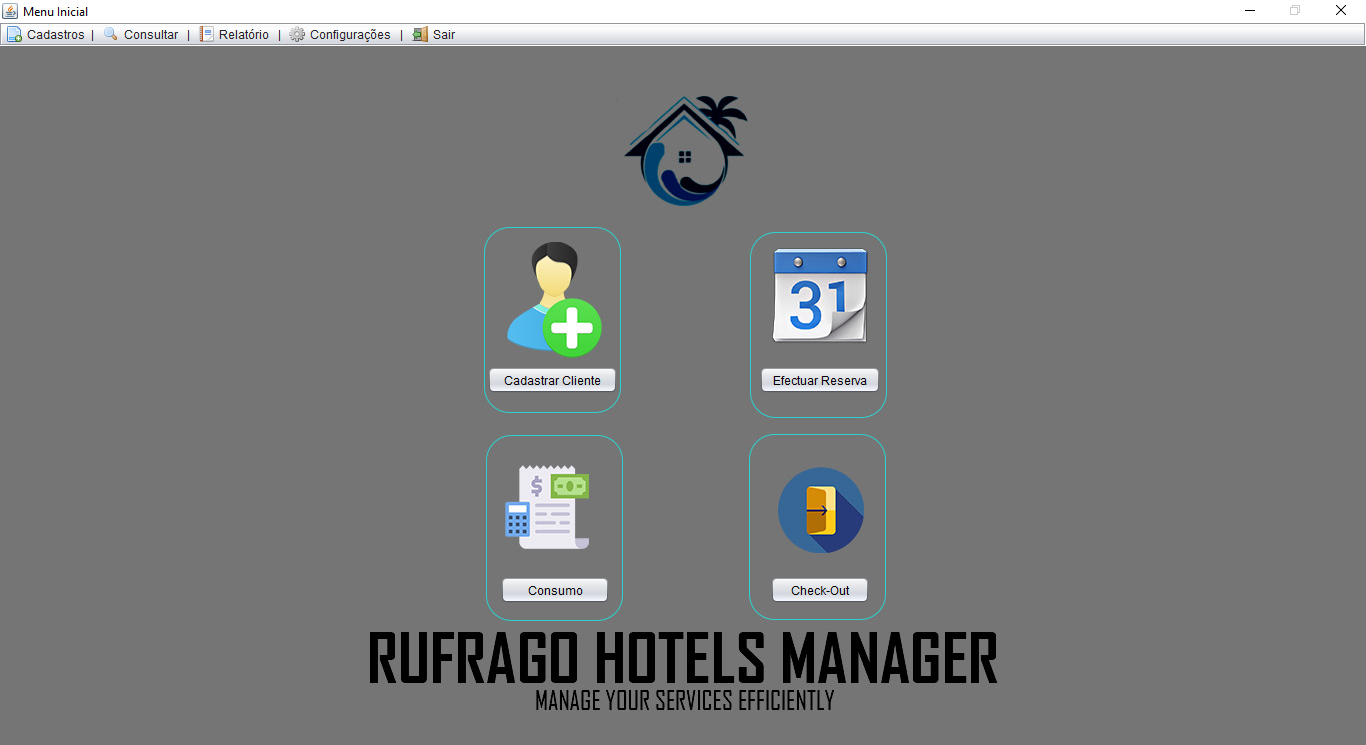 Menu Inicial
Cadastros | Consultar | Relatório | Configurações | Sair
31
Cadastrar Cliente
Efectuar Reserva
$
Consumo
Check-Out
RUFRAGO HOTELS MANAGER
MANAGE YOUR SERVICES EFFICIENTLY